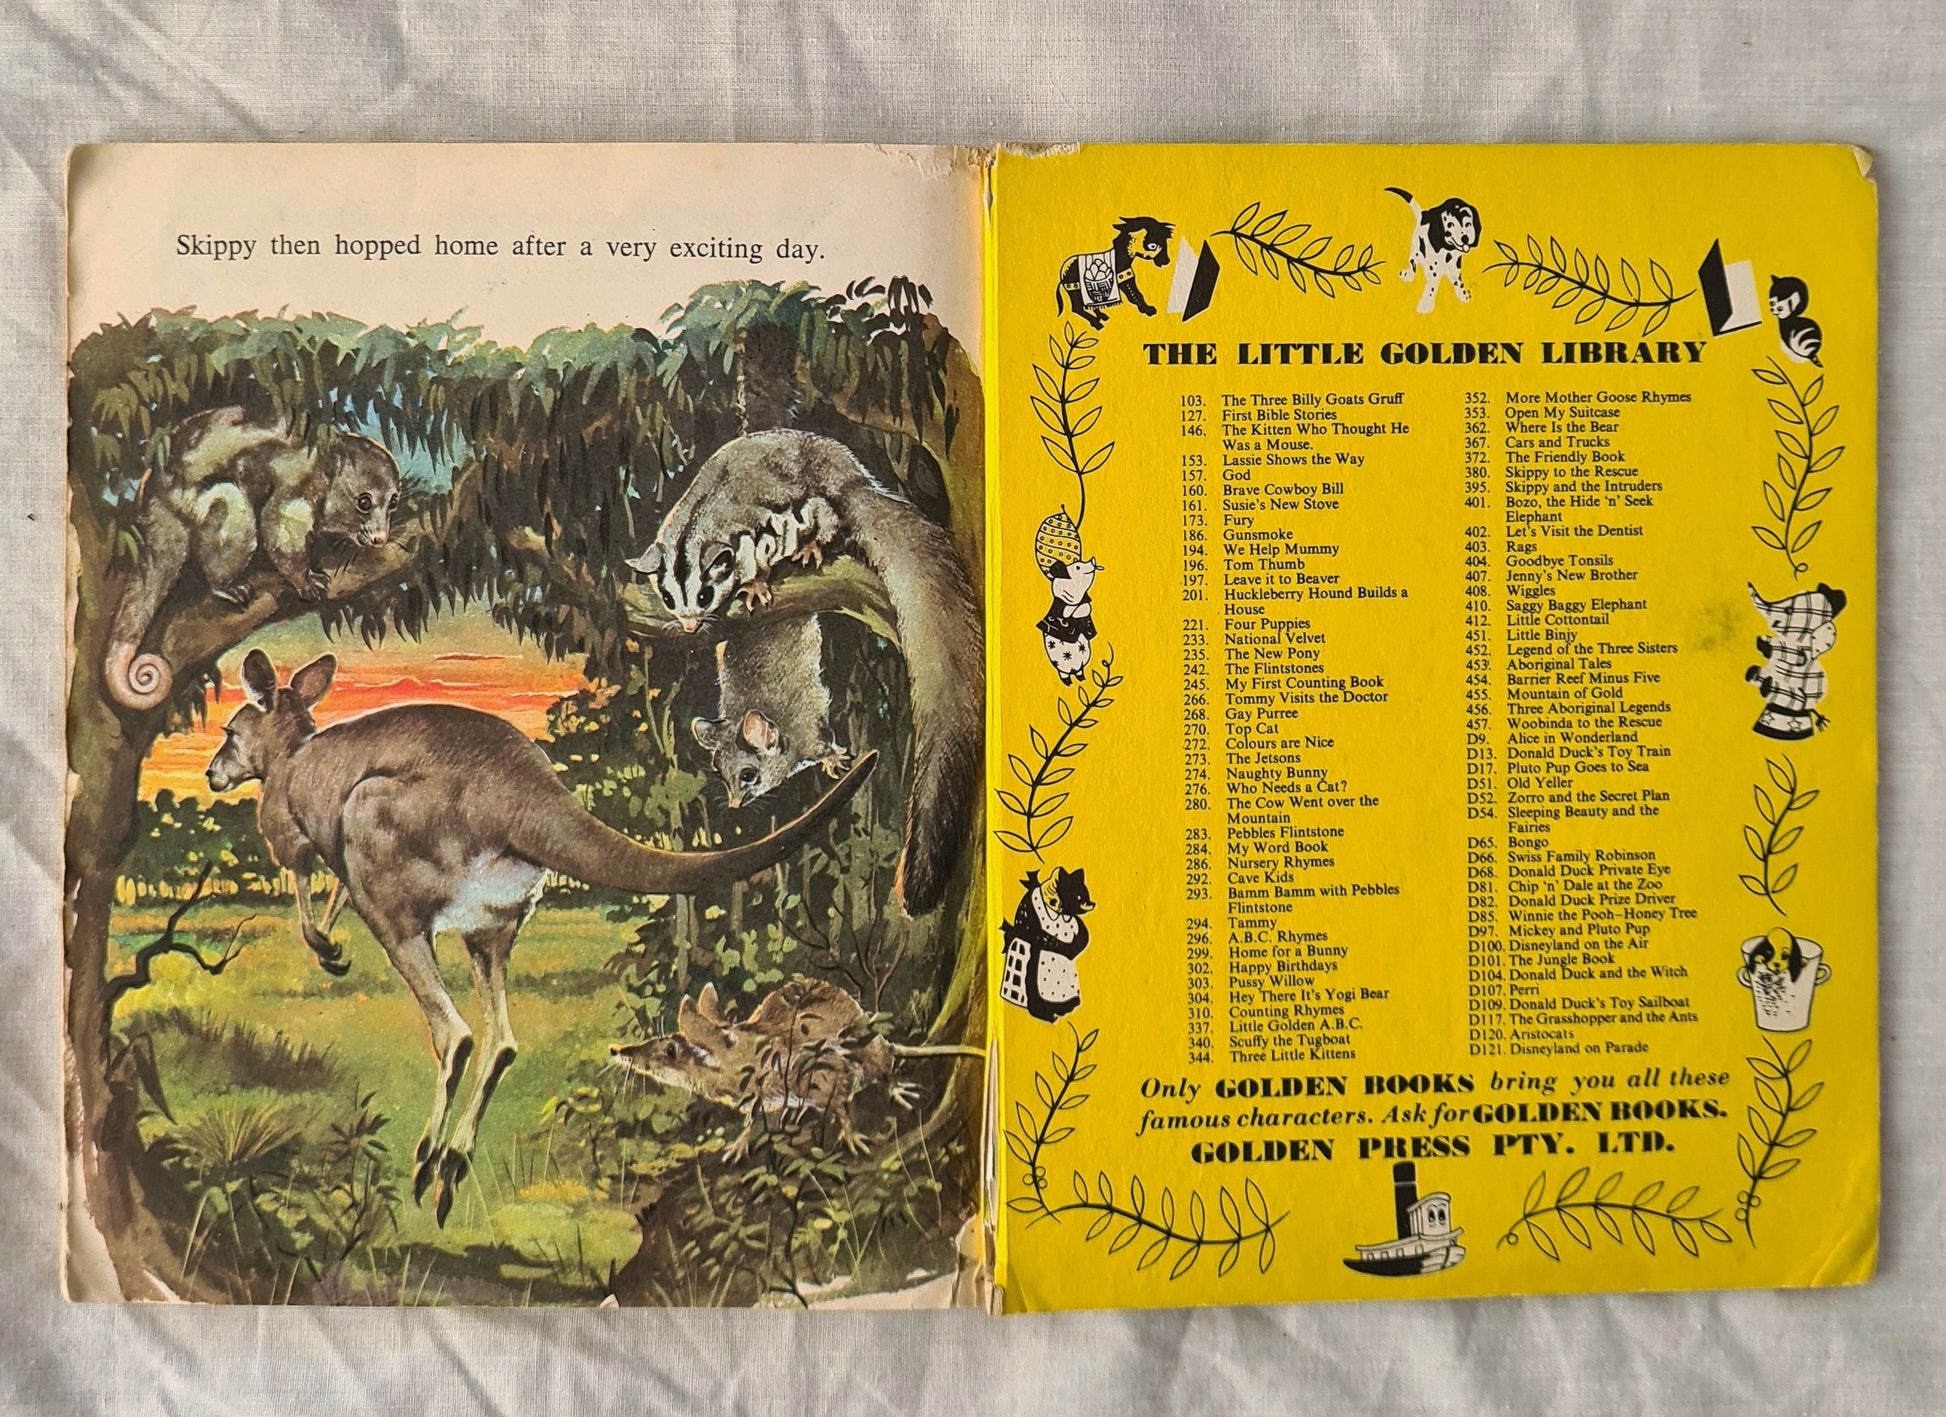 Skippy then hopped home after a very exciting day.
THE LITTLE GOLDEN LIBRARY
103. The Three Billy Goats Gruff
127. First Bible Stories
146. The Kitten Who Thought He
Was a Mouse.
153. Lassie Shows the Way
157. God
160. Brave Cowboy Bill
161. Susie's New Stove
173. Fury
186. Gunsmoke
194. We Help Mummy
196. Tom Thumb
197. Leave it to Beaver
201. Huckleberry Hound Builds a
House
221. Four Puppies
233. National Velvet
235. The New Pony
242. The Flintstones
245. My First Counting Book
266. Tommy Visits the Doctor
268. Gay Purree
270. Top Cat
272. Colours are Nice
273. The Jetsons
274. Naughty Bunny
276. Who Needs a Cat?
280. The Cow Went over the
Mountain
283. Pebbles Flintstone
284. My Word Book
286. Nursery Rhymes
292. Cave Kids
293. Bamm Bamm with Pebbles
Flintstone
294. Tammy
296. A.B.C. Rhymes
299. Home for a Bunny
302. Happy Birthdays
303. Pussy Willow
304. Hey There It's Yogi Bear
310. Counting Rhymes
337. Little Golden A.B.C.
340. Scuffy the Tugboat
344. Three Little Kittens
352. More Mother Goose Rhymes
353. Open My Suitcase
362. Where Is the Bear
367. Cars and Trucks
372. The Friendly Book
380. Skippy to the Rescue
395. Skippy and the Intruders
401. Bozo, the Hide 'n' Seek
Elephant
402. Let's Visit the Dentist
403. Rags
404. Goodbye Tonsils
407. Jenny's New Brother
408. Wiggles
410. Saggy Baggy Elephant
412. Little Cottontail
451. Little Binjy
452. Legend of the Three Sisters
453. Aboriginal Tales
454. Barrier Reef Minus Five
455. Mountain of Gold
456. Three Aboriginal Legends
457. Woobinda to the Rescue
D9. Alice in Wonderland
D13. Donald Duck's Toy Train
D17. Pluto Pup Goes to Sea
D51. Old Yeller
D52. Zorro and the Secret Plan
D54. Sleeping Beauty and the
Fairies
D65. Bongo
D66. Swiss Family Robinson
D68. Donald Duck Private Eye
D81. Chip 'n' Dale at the Zoo
D82. Donald Duck Prize Driver
D85. Winnie the Pooh–Honey Tree
D97. Mickey and Pluto Pup
D100. Disneyland on the Air
D101. The Jungle Book
D104. Donald Duck and the Witch
D107. Perri
D109. Donald Duck's Toy Sailboat
D117. The Grasshopper and the Ants
D120. Aristocats
D121. Disneyland on Parade
Only GOLDEN BOOKS bring you all these
famous characters. Ask for GOLDEN BOOKS.
GOLDEN PRESS PTY. LTD.